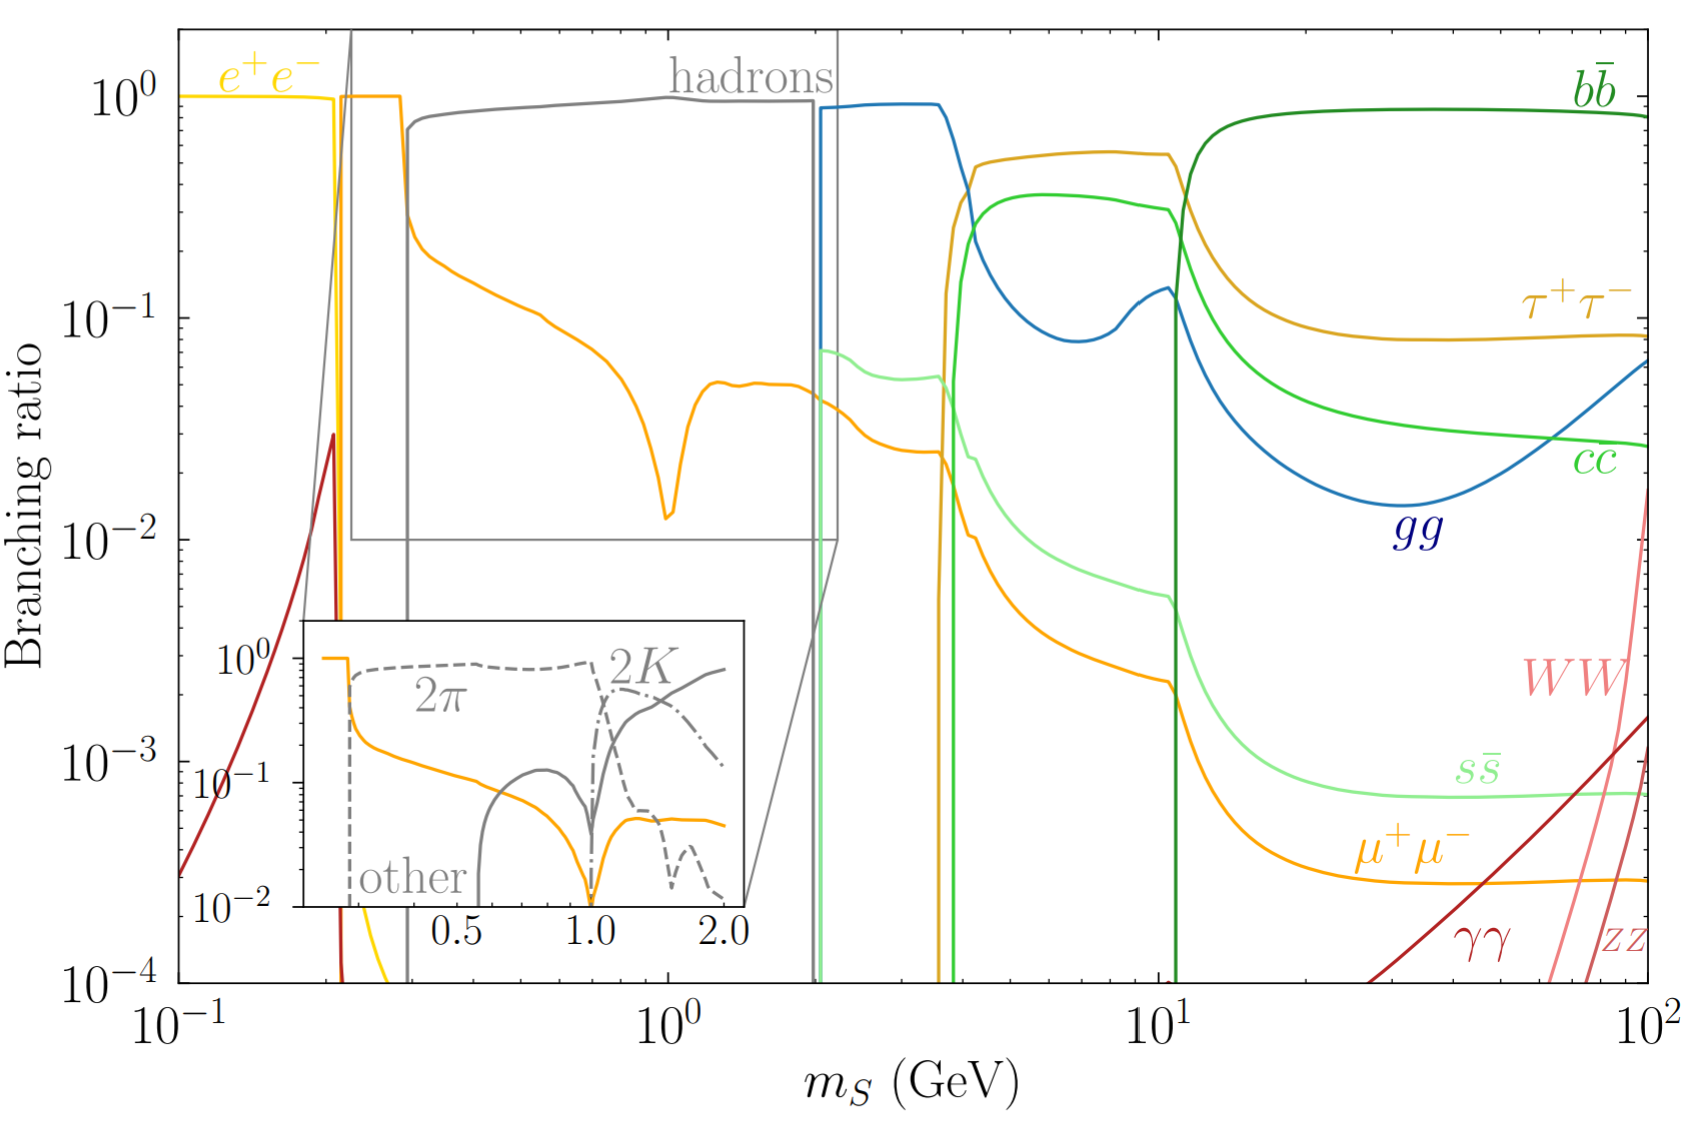 Branching ratio
10⁰
10⁻¹
10⁻²
10⁻³
10⁻⁴
e⁺e⁻
hadrons
bb̄
τ⁺τ⁻
cc̄
gg
WW
ss̄
μ⁺μ⁻
γγ
zz
10⁰
10⁻¹
10⁻²
2π
2K
other
0.5 1.0 2.0
10⁻¹ 10⁰ 10¹ 10²
m_S (GeV)